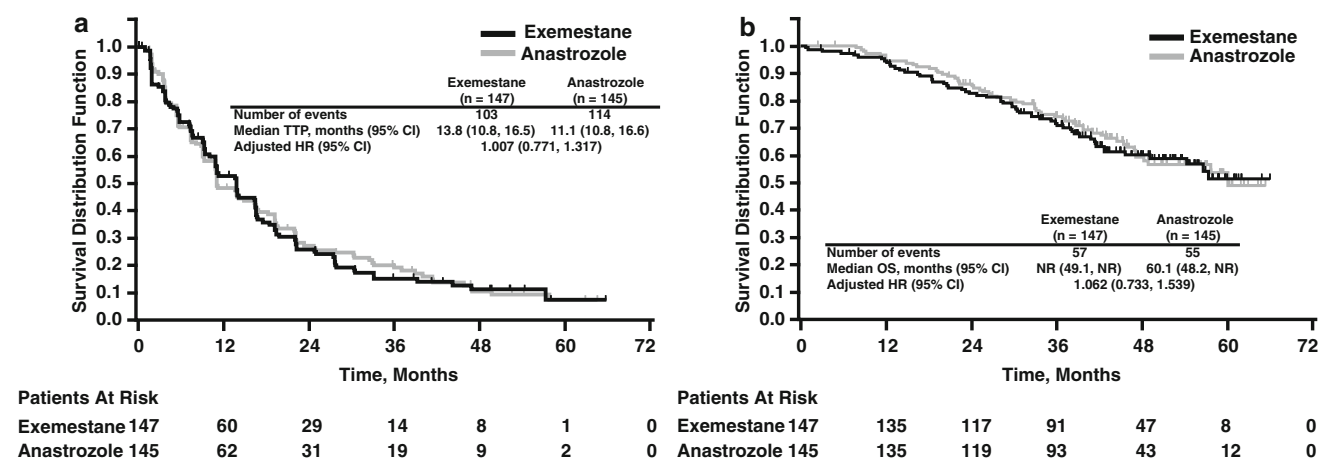 a
Exemestane
Anastrozole
Survival Distribution Function
1.0
0.9
0.8
0.7
0.6
0.5
0.4
0.3
0.2
0.1
0.0
Exemestane Anastrozole
(n = 147) (n = 145)
Number of events 103 114
Median TTP, months (95% CI) 13.8 (10.8, 16.5) 11.1 (10.8, 16.6)
Adjusted HR (95% CI) 1.007 (0.771, 1.317)
0 12 24 36 48 60 72
Time, Months
Patients At Risk
Exemestane 147 60 29 14 8 1 0
Anastrozole 145 62 31 19 9 2 0
b
Exemestane
Anastrozole
Survival Distribution Function
1.0
0.9
0.8
0.7
0.6
0.5
0.4
0.3
0.2
0.1
0.0
Exemestane Anastrozole
(n = 147) (n = 145)
Number of events 57 55
Median OS, months (95% CI) NR (49.1, NR) 60.1 (48.2, NR)
Adjusted HR (95% CI) 1.062 (0.733, 1.539)
0 12 24 36 48 60 72
Time, Months
Patients At Risk
Exemestane 147 135 117 91 47 8 0
Anastrozole 145 135 119 93 43 12 0